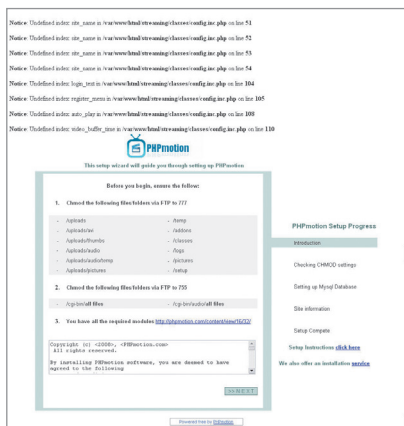 Notice: Undefined index: site_name in /var/www/html/streaming/classes/config.inc.php on line 51
Notice: Undefined index: site_name in /var/www/html/streaming/classes/config.inc.php on line 52
Notice: Undefined index: site_name in /var/www/html/streaming/classes/config.inc.php on line 53
Notice: Undefined index: site_name in /var/www/html/streaming/classes/config.inc.php on line 54
Notice: Undefined index: login_text in /var/www/html/streaming/classes/config.inc.php on line 104
Notice: Undefined index: register_menu in /var/www/html/streaming/classes/config.inc.php on line 105
Notice: Undefined index: auto_play in /var/www/html/streaming/classes/config.inc.php on line 108
Notice: Undefined index: video_buffer_time in /var/www/html/streaming/classes/config.inc.php on line 110
PHPmotion
This setup wizard will guide you through setting up PHPmotion
Before you begin, ensure the follow:
1. Chmod the following files/folders via FTP to 777
- /uploads - /temp
- /uploads/avi - /addons
- /uploads/thumbs - /classes
- /uploads/audio - /logs
- /uploads/audio/temp - /pictures
- /uploads/pictures - /setup
2. Chmod the following files/folders via FTP to 755
- /cgi-bin/all files - /cgi-bin/audio/all files
3. You have all the required modules http://phpmotion.com/content/view/16/32/
Copyright (c) <2008>, <PHPmotion.com>
All rights reserved.
By installing PHPmotion software, you are deemed to have
agreed to the following
>>NEXT
PHPmotion Setup Progress
Introduction
Checking CHMOD settings
Setting up Mysql Database
Site information
Setup Compete
Setup Instructions click here
We also offer an installation service
Powered free by PHPmotion